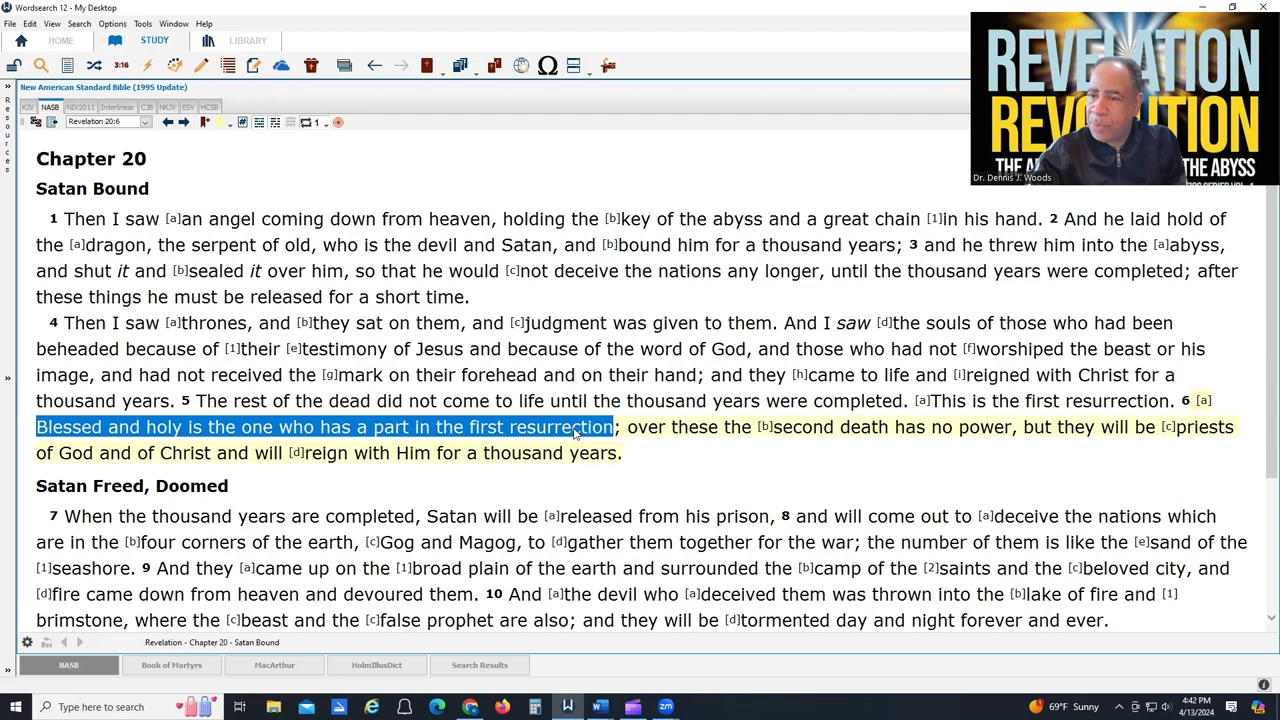 Wordsearch 12 - My Desktop
File Edit View Search Options Tools Window Help
HOME STUDY LIBRARY
3:16
New American Standard Bible (1995 Update)
KJV NASB NIV2011 Interlinear CJB NKJV ESV HCSB
Revelation 20:6
1
Resources
REVELATION
REVOLUTION
THE ABYSS
Dr. Dennis J. Woods
Chapter 20
Satan Bound
1 Then I saw [a]an angel coming down from heaven, holding the [b]key of the abyss and a great chain [1]in his hand. 2 And he laid hold of
the [a]dragon, the serpent of old, who is the devil and Satan, and [b]bound him for a thousand years; 3 and he threw him into the [a]abyss,
and shut it and [b]sealed it over him, so that he would [c]not deceive the nations any longer, until the thousand years were completed; after
these things he must be released for a short time.
4 Then I saw [a]thrones, and [b]they sat on them, and [c]judgment was given to them. And I saw [d]the souls of those who had been
beheaded because of [1]their [e]testimony of Jesus and because of the word of God, and those who had not [f]worshiped the beast or his
image, and had not received the [g]mark on their forehead and on their hand; and they [h]came to life and [i]reigned with Christ for a
thousand years. 5 The rest of the dead did not come to life until the thousand years were completed. [a]This is the first resurrection. 6 [a]
Blessed and holy is the one who has a part in the first resurrection; over these the [b]second death has no power, but they will be [c]priests
of God and of Christ and will [d]reign with Him for a thousand years.
Satan Freed, Doomed
7 When the thousand years are completed, Satan will be [a]released from his prison, 8 and will come out to [a]deceive the nations which
are in the [b]four corners of the earth, [c]Gog and Magog, to [d]gather them together for the war; the number of them is like the [e]sand of the
[1]seashore. 9 And they [a]came up on the [1]broad plain of the earth and surrounded the [b]camp of the [2]saints and the [c]beloved city, and
[d]fire came down from heaven and devoured them. 10 And [a]the devil who [a]deceived them was thrown into the [b]lake of fire and [1]
brimstone, where the [c]beast and the [c]false prophet are also; and they will be [d]tormented day and night forever and ever.
Revelation - Chapter 20 - Satan Bound
NASB Book of Martyrs MacArthur HolmIllusDict Search Results
Type here to search
69°F Sunny
4:42 PM
4/13/2024